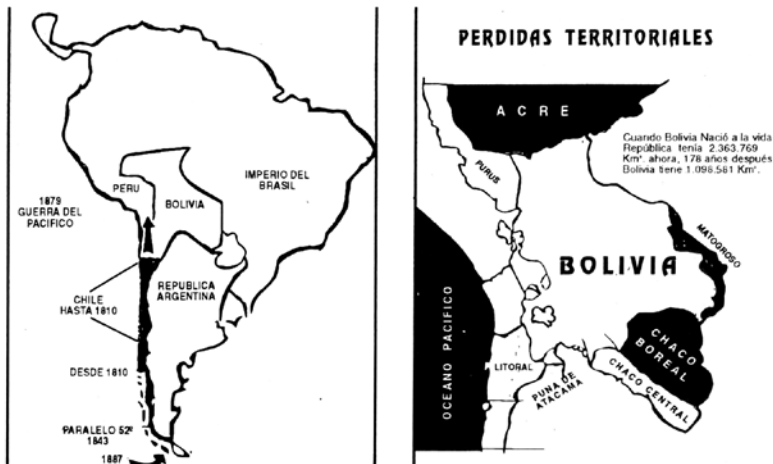 PERU
BOLIVIA
IMPERIO DEL
BRASIL
1879
GUERRA DEL
PACIFICO
REPUBLICA
ARGENTINA
CHILE
HASTA 1810
DESDE 1810
PARALELO 52º
1843
1887
PERDIDAS TERRITORIALES
ACRE
Cuando Bolivia Nació a la vida
República tenia 2.363.769
Km². ahora, 178 años después
Bolivia tiene 1.098.581 Km².
PURUS
MATOGROSO
BOLIVIA
OCEANO PACIFICO
CHACO
BOREAL
LITORAL
CHACO CENTRAL
PUNA DE
ATACAMA